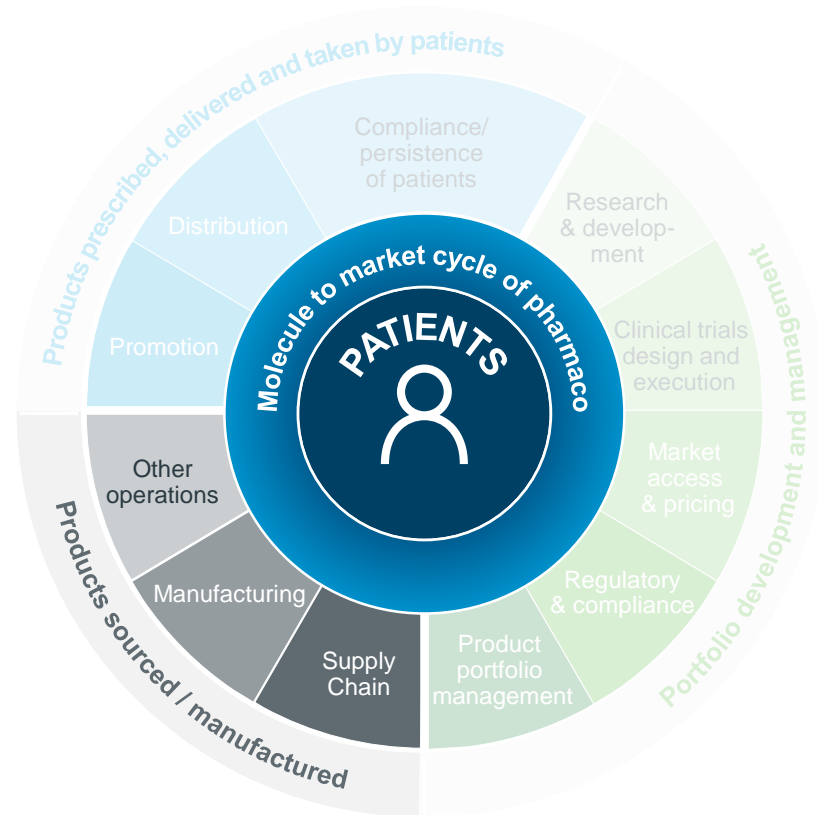 Products prescribed, delivered and taken by patients
Compliance/
persistence
of patients
Distribution
Promotion
Research
& develop-
ment
Clinical trials
design and
execution
Market
access
& pricing
Regulatory
& compliance
Product
portfolio
management
Portfolio development and management
Molecule to market cycle of pharmaco
PATIENTS
Other
operations
Manufacturing
Supply
Chain
Products sourced / manufactured